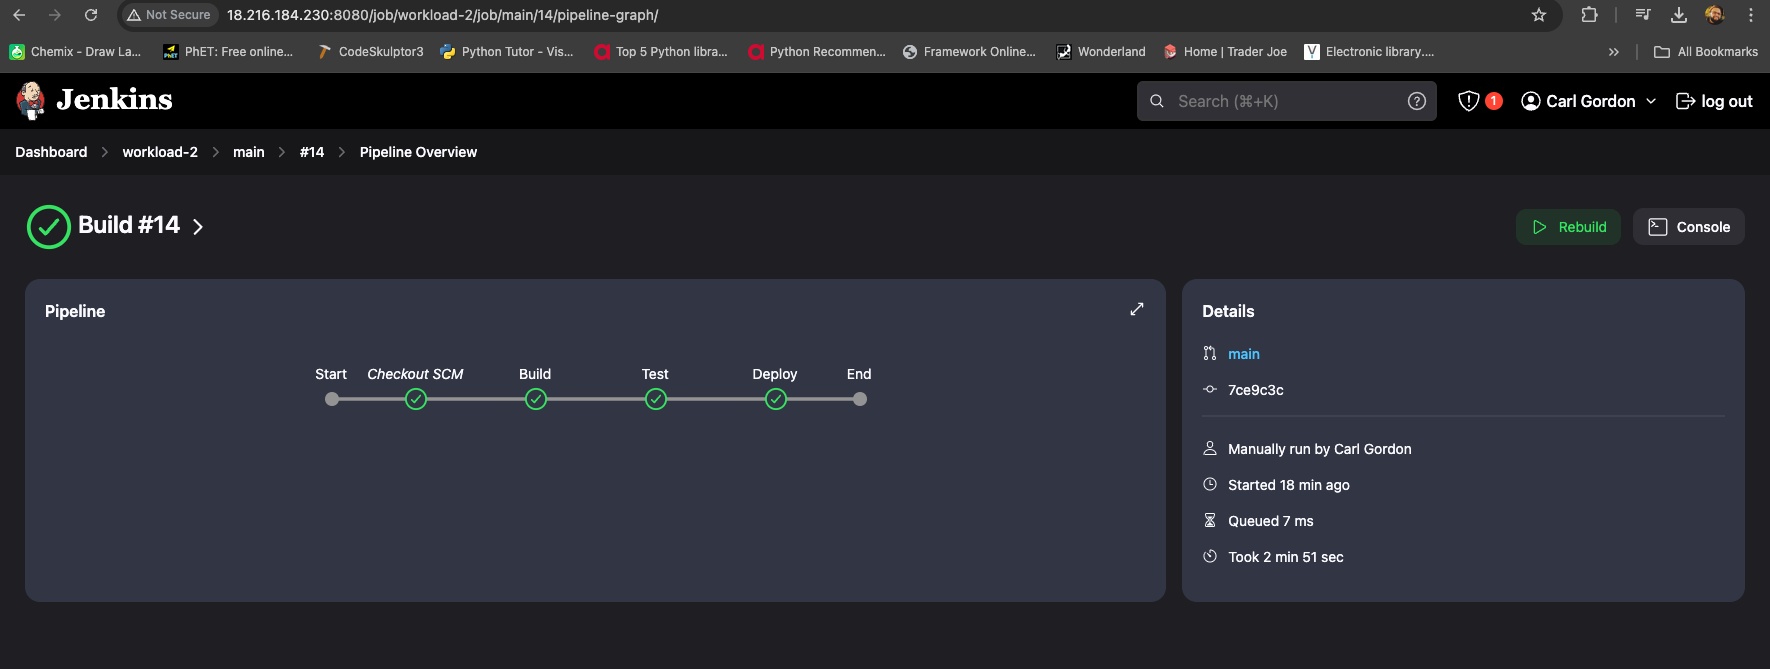 Not Secure 18.216.184.230:8080/job/workload-2/job/main/14/pipeline-graph/
Chemix - Draw La... PhET: Free online... CodeSkulptor3 Python Tutor - Vis... Top 5 Python libra... Python Recommen... Framework Online... Wonderland Home | Trader Joe Electronic library.... » All Bookmarks
Jenkins Search (⌘+K) ? 1 Carl Gordon log out
Dashboard workload-2 main #14 Pipeline Overview
Build #14 Rebuild Console
Pipeline
Start Checkout SCM Build Test Deploy End
Details
main
7ce9c3c
Manually run by Carl Gordon
Started 18 min ago
Queued 7 ms
Took 2 min 51 sec